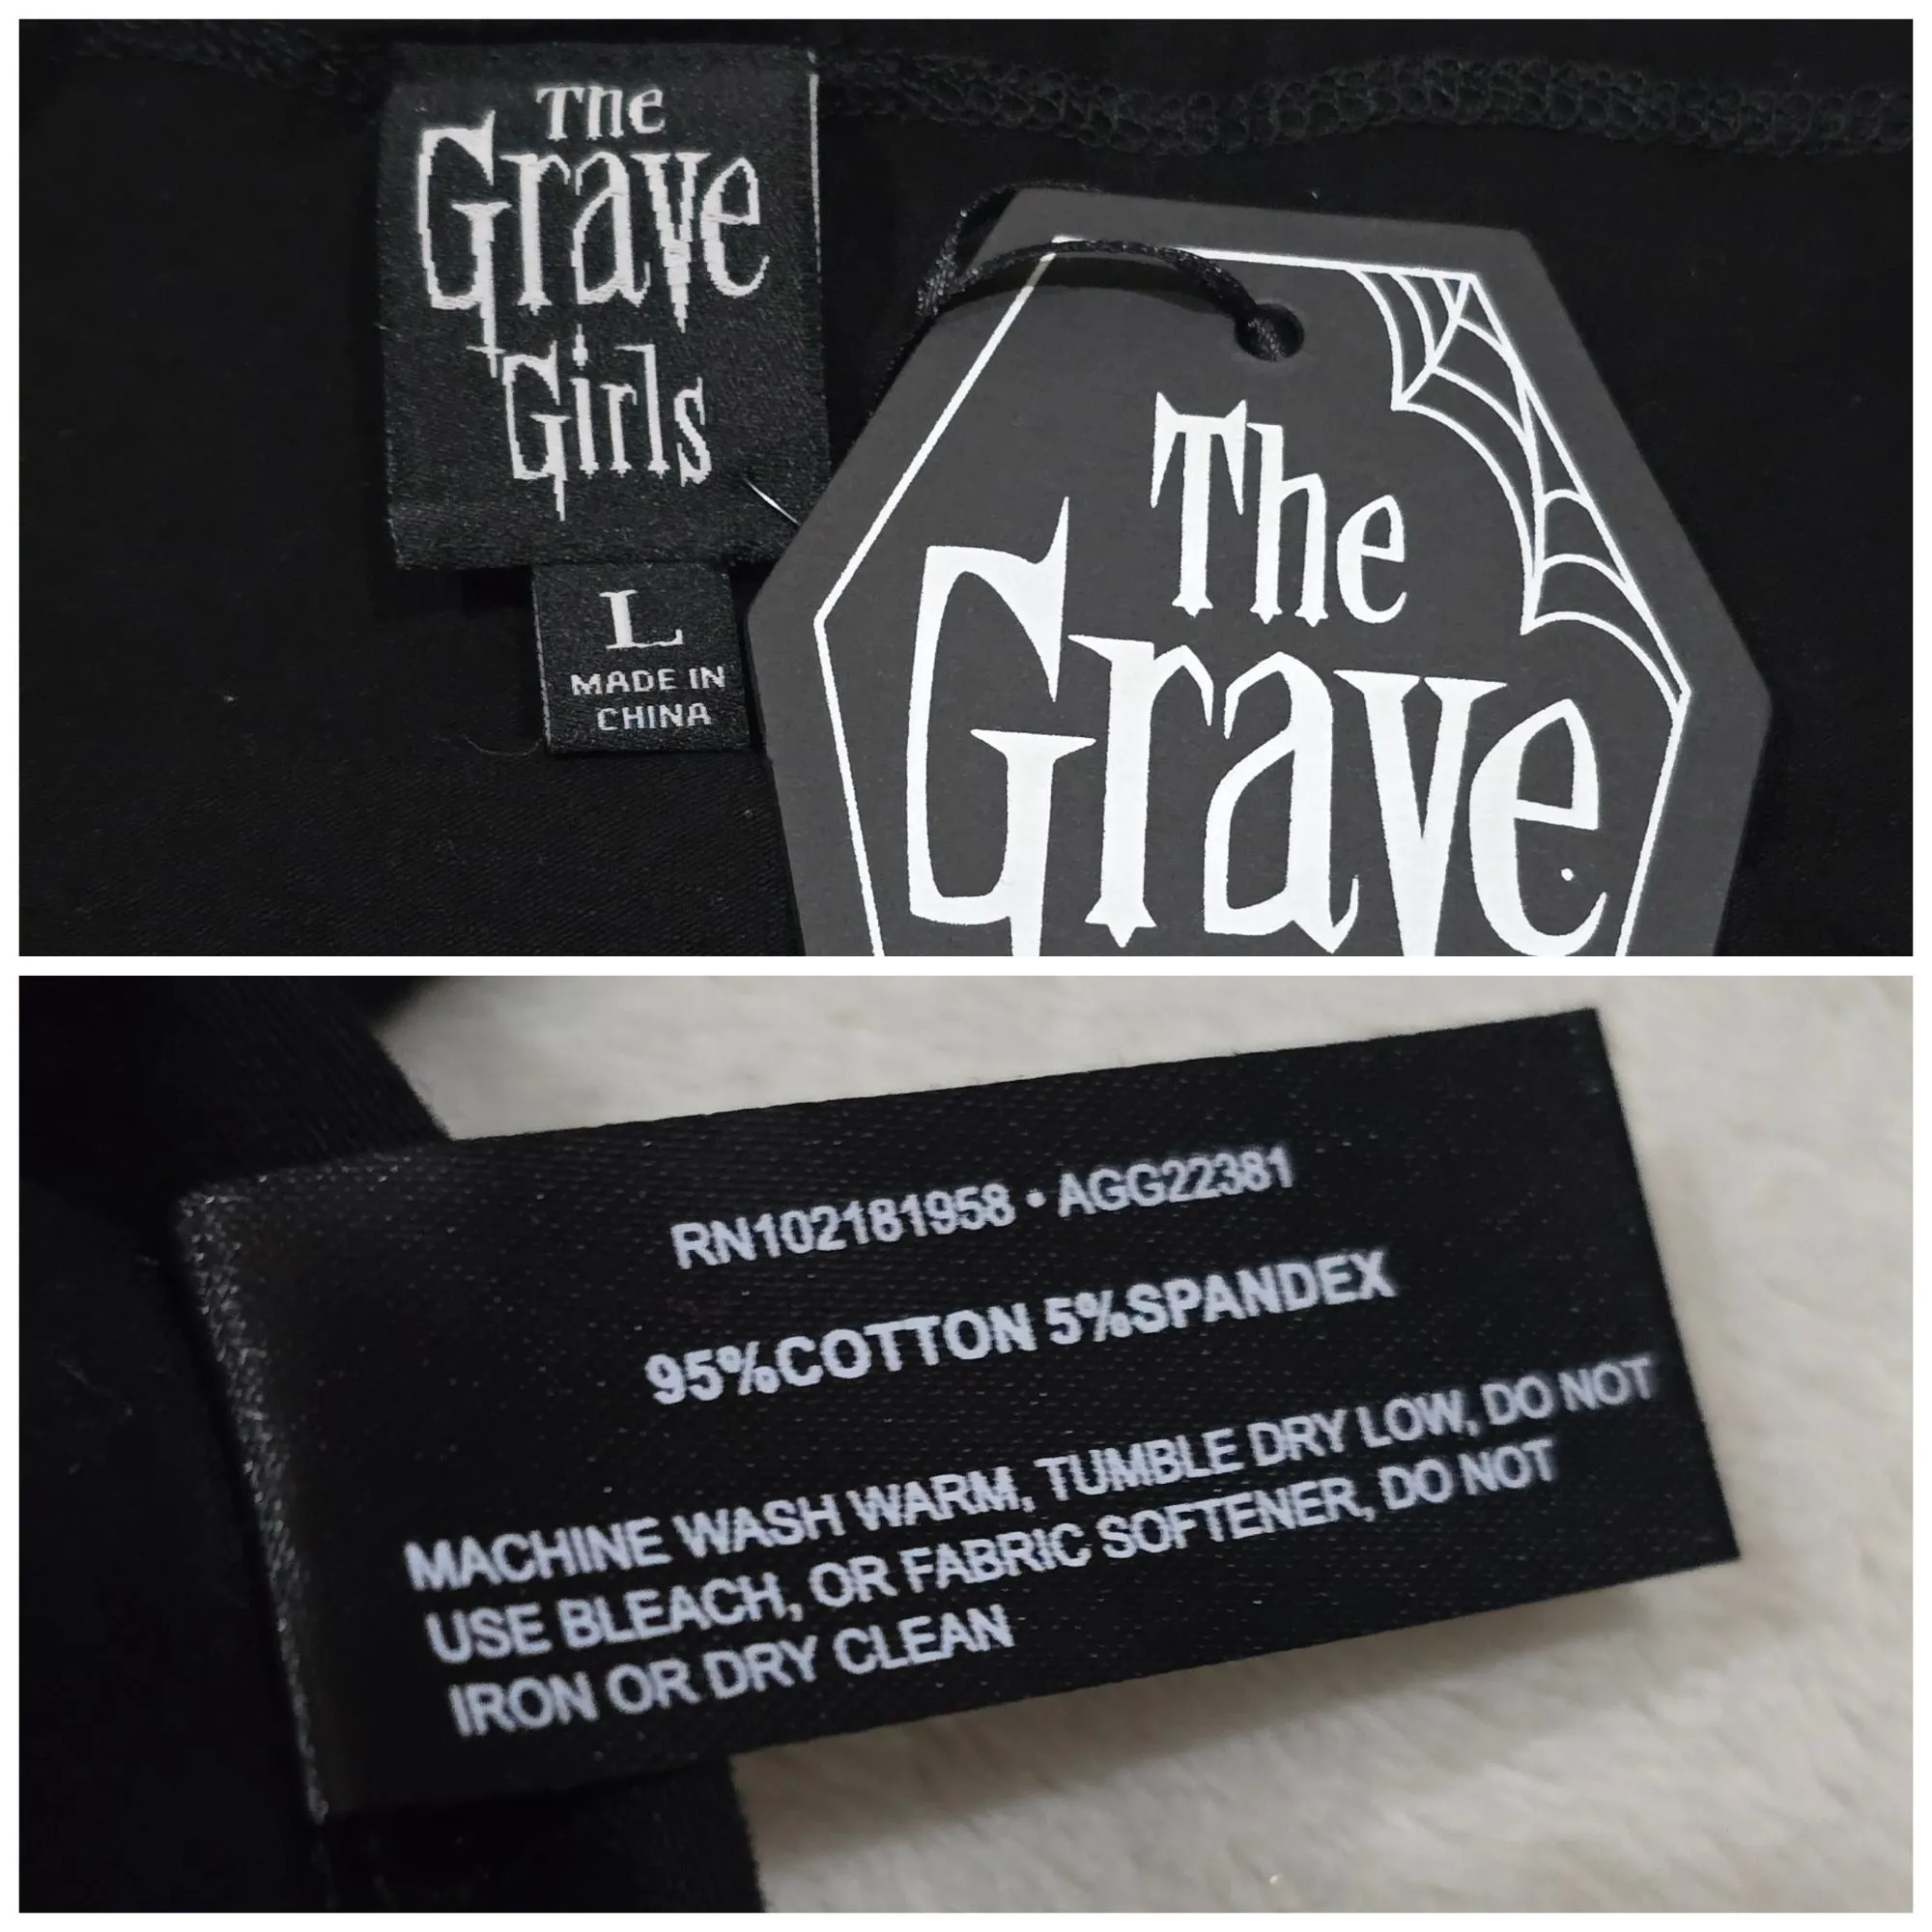 The
Grave
Girls
L
MADE IN
CHINA
The
Grave
RN102181958 • AGG22381
95%COTTON 5%SPANDEX
MACHINE WASH WARM, TUMBLE DRY LOW, DO NOT
USE BLEACH, OR FABRIC SOFTENER, DO NOT
IRON OR DRY CLEAN